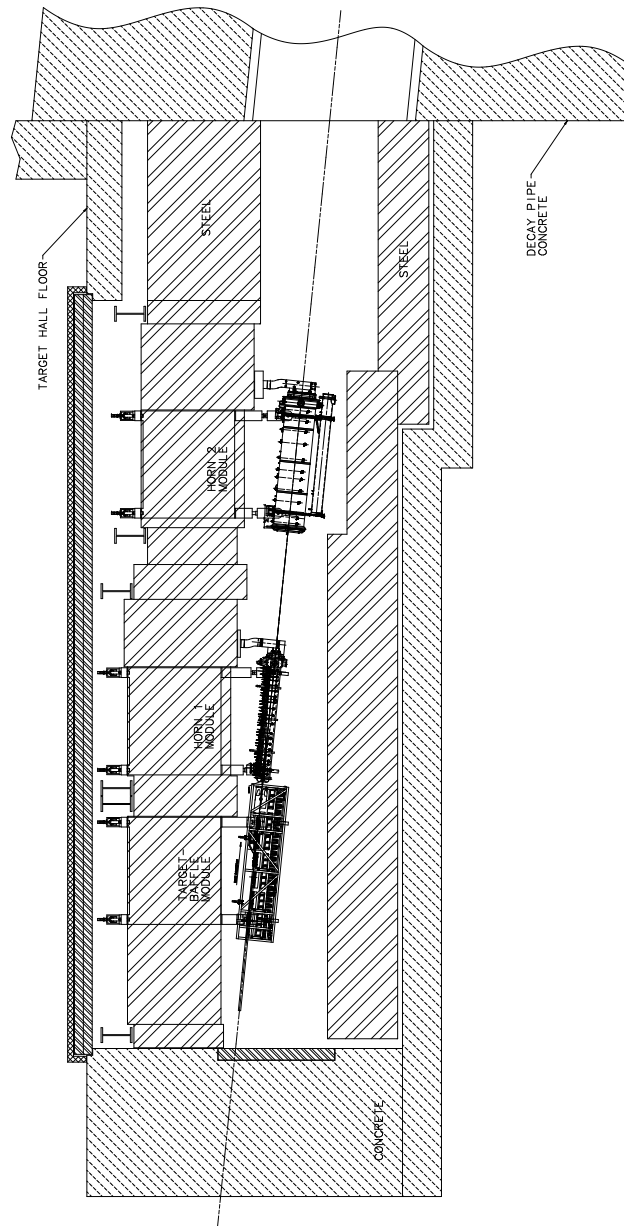 TARGET HALL FLOOR
CONCRETE
TARGET-
BAFFLE
MODULE
HORN 1
MODULE
HORN 2
MODULE
STEEL
STEEL
DECAY PIPE
CONCRETE